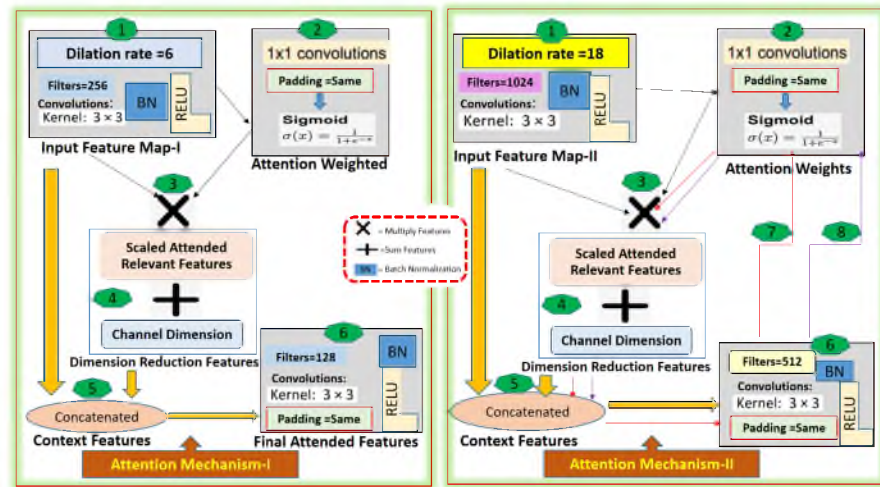 1
Dilation rate =6
Filters=256
Convolutions:
Kernel: 3 × 3
BN
RELU
Input Feature Map-I
2
1x1 convolutions
Padding =Same
Sigmoid
σ(x) = 1/(1+e^{-x})
Attention Weighted
3
Scaled Attended
Relevant Features
4
Channel Dimension
Dimension Reduction Features
5
Concatenated
Context Features
6
Filters=128
BN
Convolutions:
Kernel: 3 × 3
RELU
Padding =Same
Final Attended Features
Attention Mechanism-I
= Multiply Features
=Sum Features
BN = Batch Normalization
1
Dilation rate =18
Filters=1024
Convolutions:
Kernel: 3 × 3
BN
RELU
Input Feature Map-II
2
1x1 convolutions
Padding =Same
Sigmoid
σ(x) = 1/(1+e^{-x})
Attention Weights
3
7
8
Scaled Attended
Relevant Features
4
Channel Dimension
Dimension Reduction Features
5
Concatenated
Context Features
6
Filters=512
BN
Convolutions:
Kernel: 3 × 3
RELU
Padding =Same
Attention Mechanism-II